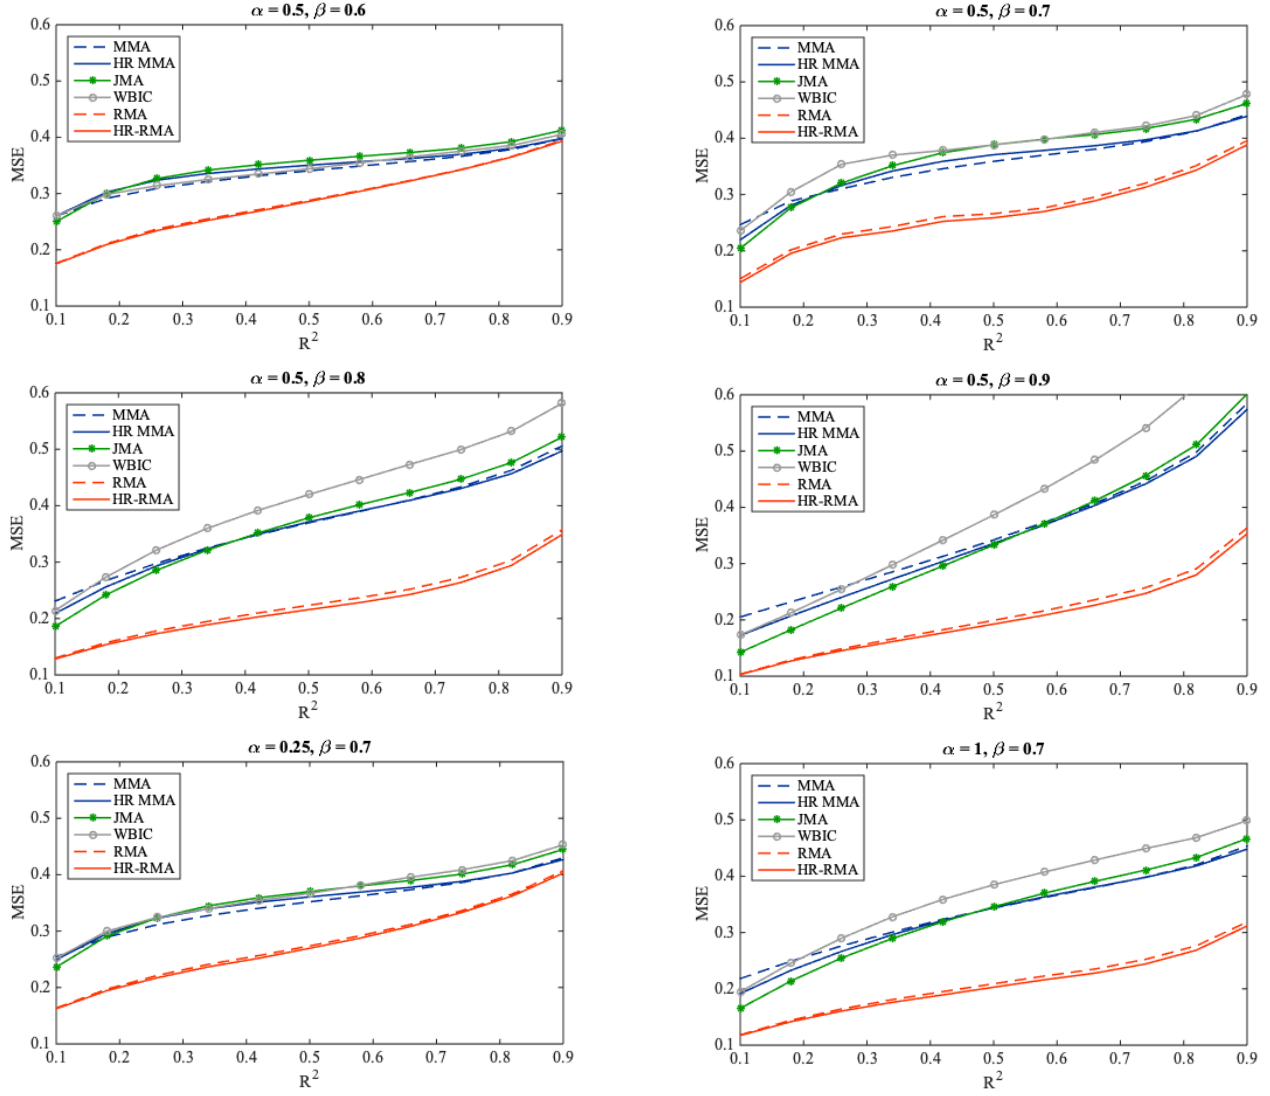 α = 0.5, β = 0.6
0.6
0.5
0.4
0.3
0.2
0.1
MSE
MMA
HR MMA
JMA
WBIC
RMA
HR-RMA
0.1 0.2 0.3 0.4 0.5 0.6 0.7 0.8 0.9
R²
α = 0.5, β = 0.7
0.6
0.5
0.4
0.3
0.2
0.1
MSE
MMA
HR MMA
JMA
WBIC
RMA
HR-RMA
0.1 0.2 0.3 0.4 0.5 0.6 0.7 0.8 0.9
R²
α = 0.5, β = 0.8
0.6
0.5
0.4
0.3
0.2
0.1
MSE
MMA
HR MMA
JMA
WBIC
RMA
HR-RMA
0.1 0.2 0.3 0.4 0.5 0.6 0.7 0.8 0.9
R²
α = 0.5, β = 0.9
0.6
0.5
0.4
0.3
0.2
0.1
MSE
MMA
HR MMA
JMA
WBIC
RMA
HR-RMA
0.1 0.2 0.3 0.4 0.5 0.6 0.7 0.8 0.9
R²
α = 0.25, β = 0.7
0.6
0.5
0.4
0.3
0.2
0.1
MSE
MMA
HR MMA
JMA
WBIC
RMA
HR-RMA
0.1 0.2 0.3 0.4 0.5 0.6 0.7 0.8 0.9
R²
α = 1, β = 0.7
0.6
0.5
0.4
0.3
0.2
0.1
MSE
MMA
HR MMA
JMA
WBIC
RMA
HR-RMA
0.1 0.2 0.3 0.4 0.5 0.6 0.7 0.8 0.9
R²